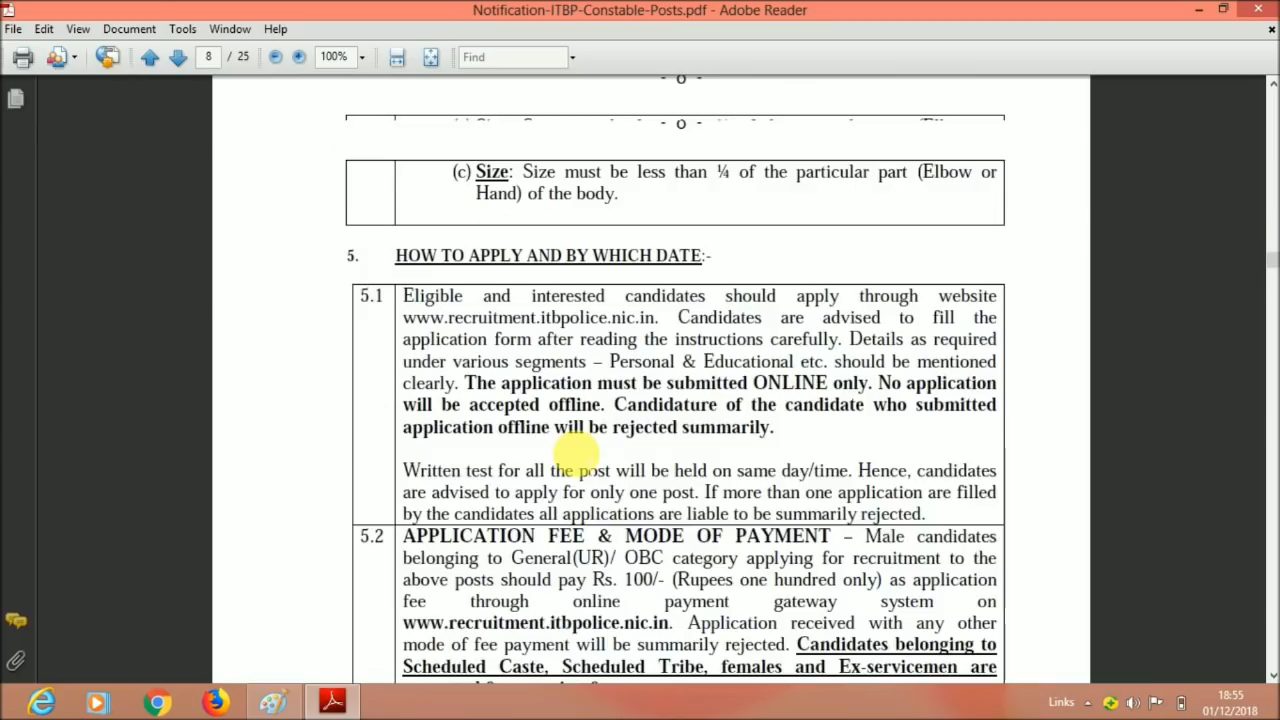 Notification-ITBP-Constable-Posts.pdf - Adobe Reader
File Edit View Document Tools Window Help
8 / 25 100% Find
- 8 -
(c) Size: Size must be less than ¼ of the particular part (Elbow or
Hand) of the body.
5. HOW TO APPLY AND BY WHICH DATE:-
5.1 Eligible and interested candidates should apply through website
www.recruitment.itbpolice.nic.in. Candidates are advised to fill the
application form after reading the instructions carefully. Details as required
under various segments – Personal & Educational etc. should be mentioned
clearly. The application must be submitted ONLINE only. No application
will be accepted offline. Candidature of the candidate who submitted
application offline will be rejected summarily.
Written test for all the post will be held on same day/time. Hence, candidates
are advised to apply for only one post. If more than one application are filled
by the candidates all applications are liable to be summarily rejected.
5.2 APPLICATION FEE & MODE OF PAYMENT – Male candidates
belonging to General(UR)/ OBC category applying for recruitment to the
above posts should pay Rs. 100/- (Rupees one hundred only) as application
fee through online payment gateway system on
www.recruitment.itbpolice.nic.in. Application received with any other
mode of fee payment will be summarily rejected. Candidates belonging to
Scheduled Caste, Scheduled Tribe, females and Ex-servicemen are
Links 18:55
01/12/2018